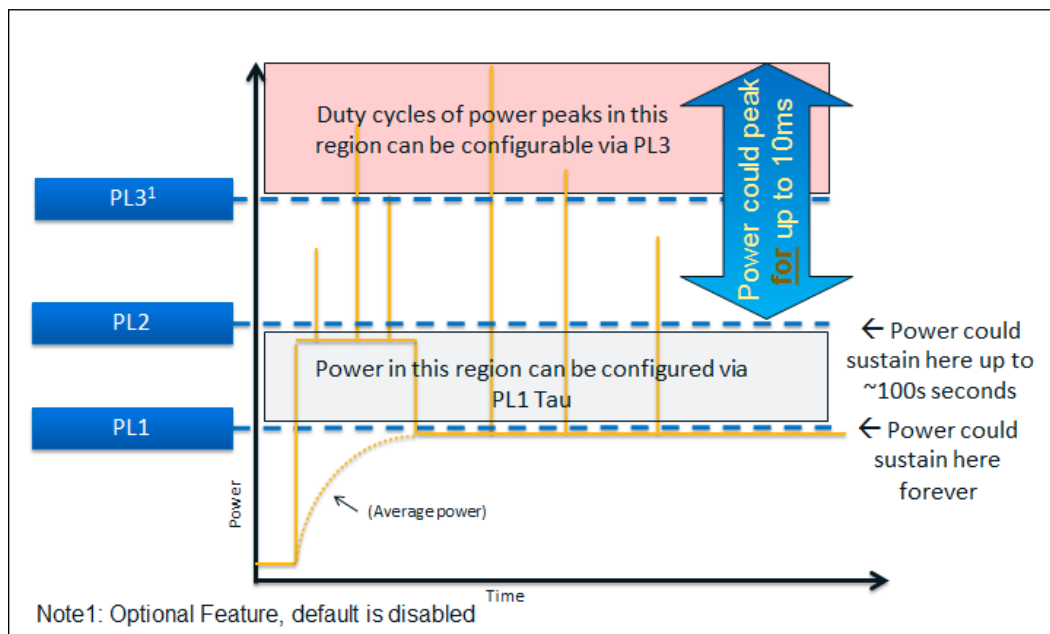 Duty cycles of power peaks in this
region can be configurable via PL3
Power could peak
for up to 10ms
PL3¹
PL2
← Power could
sustain here up to
~100s seconds
Power in this region can be configured via
PL1 Tau
PL1
← Power could
sustain here
forever
(Average power)
Power
Time
Note1: Optional Feature, default is disabled